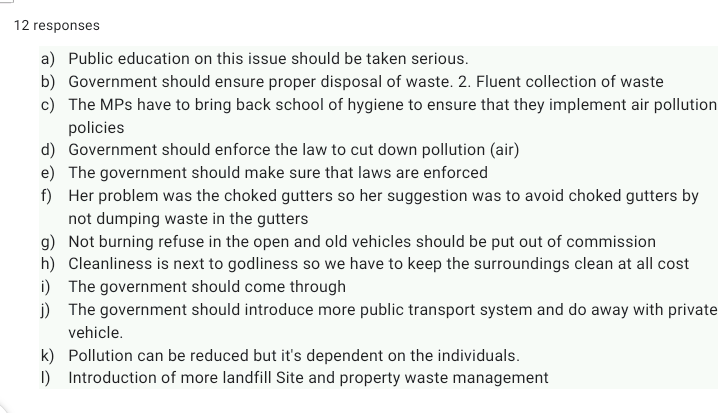 12 responses
a) Public education on this issue should be taken serious.
b) Government should ensure proper disposal of waste. 2. Fluent collection of waste
c) The MPs have to bring back school of hygiene to ensure that they implement air pollution
policies
d) Government should enforce the law to cut down pollution (air)
e) The government should make sure that laws are enforced
f) Her problem was the choked gutters so her suggestion was to avoid choked gutters by
not dumping waste in the gutters
g) Not burning refuse in the open and old vehicles should be put out of commission
h) Cleanliness is next to godliness so we have to keep the surroundings clean at all cost
i) The government should come through
j) The government should introduce more public transport system and do away with private
vehicle.
k) Pollution can be reduced but it's dependent on the individuals.
l) Introduction of more landfill Site and property waste management